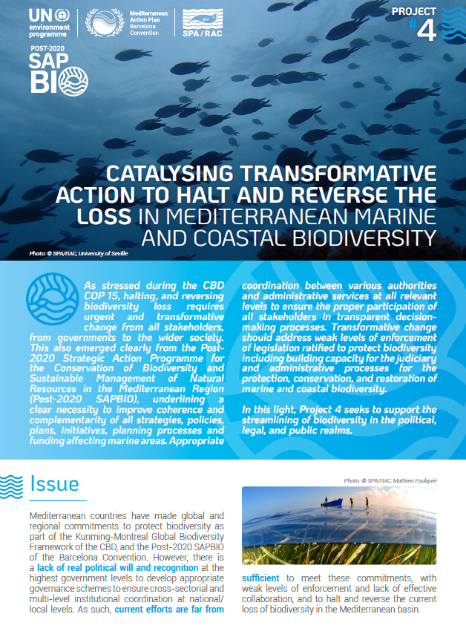 UN
environment
programme
Mediterranean
Action Plan
Barcelona
Convention
SPA/RAC
PROJECT
#4
POST-2020
SAP
BIO
CATALYSING TRANSFORMATIVE
ACTION TO HALT AND REVERSE THE
LOSS IN MEDITERRANEAN MARINE
AND COASTAL BIODIVERSITY
Photo: © SPA/RAC, University of Seville
As stressed during the CBD
COP 15, halting, and reversing
biodiversity loss requires
urgent and transformative
change from all stakeholders,
from governments to the wider society.
This also emerged clearly from the Post-
2020 Strategic Action Programme for
the Conservation of Biodiversity and
Sustainable Management of Natural
Resources in the Mediterranean Region
(Post-2020 SAPBIO), underlining a
clear necessity to improve coherence and
complementarity of all strategies, policies,
plans, initiatives, planning processes and
funding affecting marine areas. Appropriate
coordination between various authorities
and administrative services at all relevant
levels to ensure the proper participation of
all stakeholders in transparent decision-
making processes. Transformative change
should address weak levels of enforcement
of legislation ratified to protect biodiversity
including building capacity for the judiciary
and administrative processes for the
protection, conservation, and restoration of
marine and coastal biodiversity.
In this light, Project 4 seeks to support the
streamlining of biodiversity in the political,
legal, and public realms.
Issue
Mediterranean countries have made global and
regional commitments to protect biodiversity as
part of the Kunming-Montreal Global Biodiversity
Framework of the CBD, and the Post-2020 SAPBIO
of the Barcelona Convention. However, there is
a lack of real political will and recognition at the
highest government levels to develop appropriate
governance schemes to ensure cross-sectorial and
multi-level institutional coordination at national/
local levels. As such, current efforts are far from
Photo: © SPA/RAC, Mathieu Foulquié
sufficient to meet these commitments, with
weak levels of enforcement and lack of effective
collaboration, and to halt and reverse the current
loss of biodiversity in the Mediterranean basin.